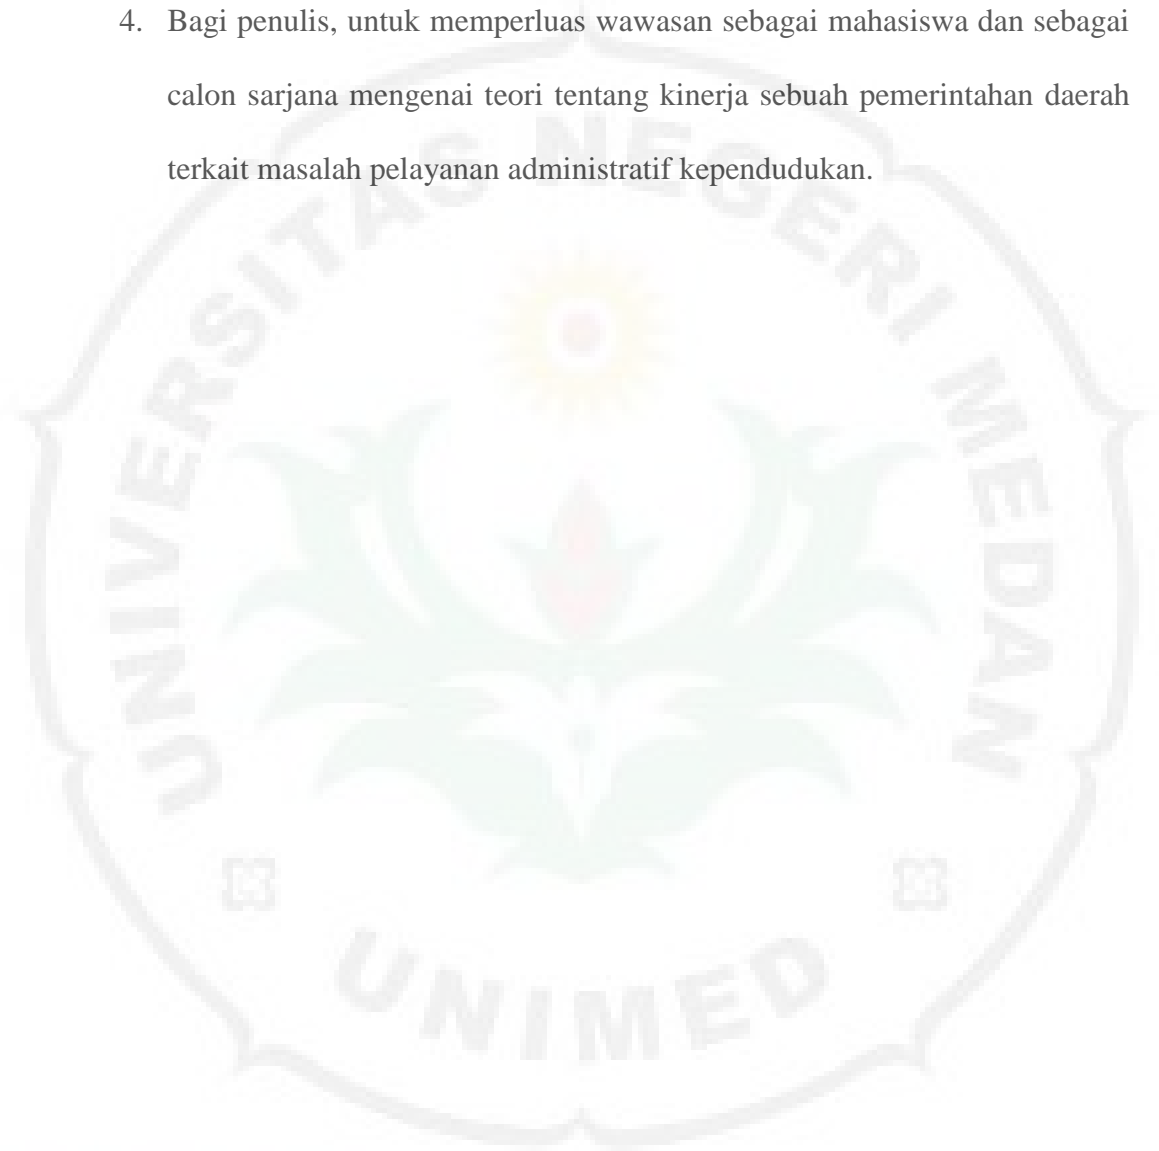 4. Bagi penulis, untuk memperluas wawasan sebagai mahasiswa dan sebagai
calon sarjana mengenai teori tentang kinerja sebuah pemerintahan daerah
terkait masalah pelayanan administratif kependudukan.
UNIVERSITAS NEGERI MEDAN
UNIMED